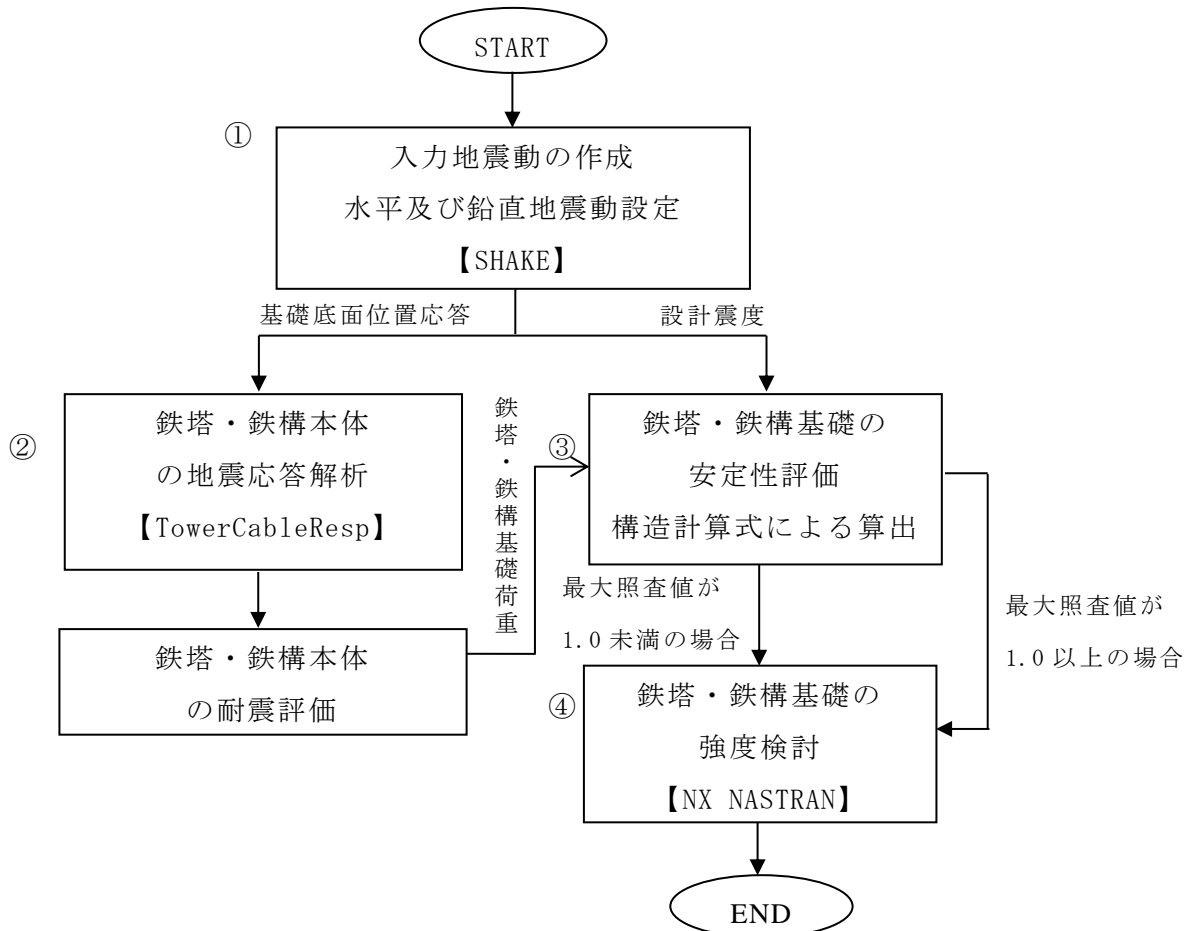 START
①
入力地震動の作成
水平及び鉛直地震動設定
【SHAKE】
基礎底面位置応答
設計震度
②
鉄塔・鉄構本体
の地震応答解析
【TowerCableResp】
鉄塔・鉄構基礎荷重
③
鉄塔・鉄構基礎の
安定性評価
構造計算式による算出
鉄塔・鉄構本体
の耐震評価
最大照査値が
1.0 未満の場合
最大照査値が
1.0 以上の場合
④
鉄塔・鉄構基礎の
強度検討
【NX NASTRAN】
END